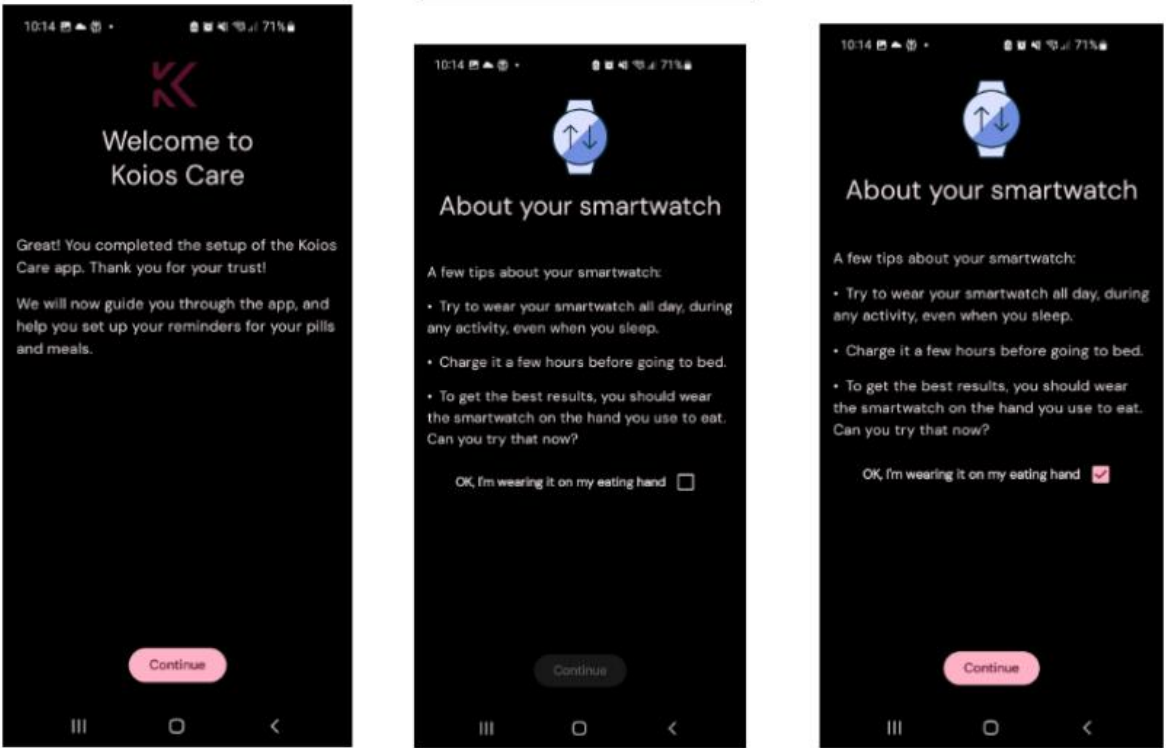 10:14
71%
Welcome to
Koios Care
Great! You completed the setup of the Koios
Care app. Thank you for your trust!
We will now guide you through the app, and
help you set up your reminders for your pills
and meals.
Continue
10:14
71%
About your smartwatch
A few tips about your smartwatch:
• Try to wear your smartwatch all day, during
any activity, even when you sleep.
• Charge it a few hours before going to bed.
• To get the best results, you should wear
the smartwatch on the hand you use to eat.
Can you try that now?
OK, I'm wearing it on my eating hand
Continue
10:14
71%
About your smartwatch
A few tips about your smartwatch:
• Try to wear your smartwatch all day, during
any activity, even when you sleep.
• Charge it a few hours before going to bed.
• To get the best results, you should wear
the smartwatch on the hand you use to eat.
Can you try that now?
OK, I'm wearing it on my eating hand
Continue